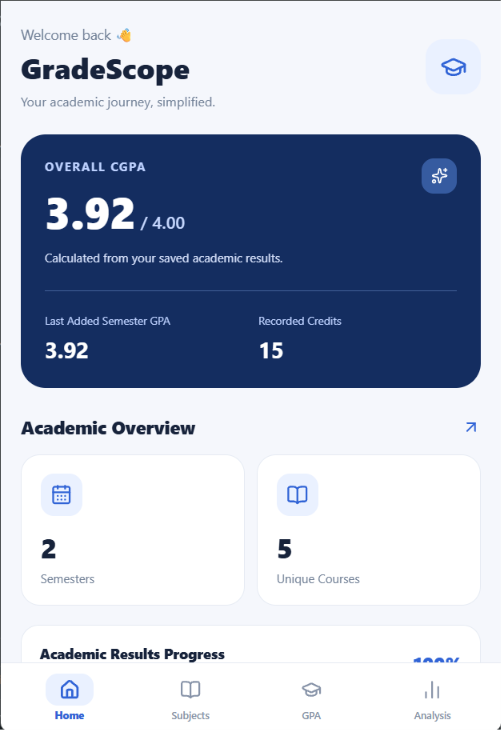 Welcome back 👋
GradeScope
Your academic journey, simplified.
OVERALL CGPA
3.92 / 4.00
Calculated from your saved academic results.
Last Added Semester GPA
Recorded Credits
3.92
15
Academic Overview
2
Semesters
5
Unique Courses
Academic Results Progress
100%
Home
Subjects
GPA
Analysis